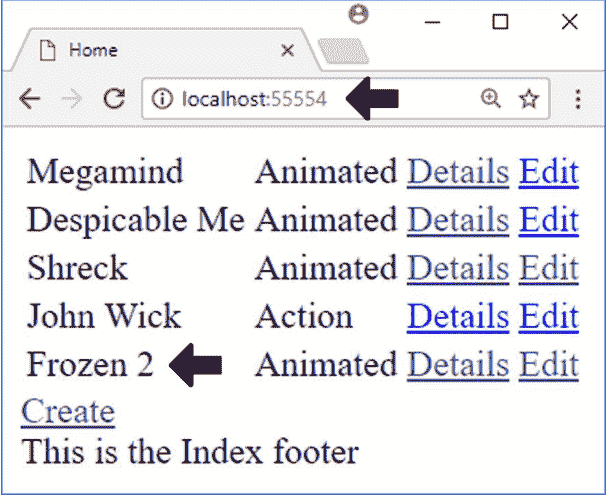 Home
localhost:55554
Megamind Animated Details Edit
Despicable Me Animated Details Edit
Shreck Animated Details Edit
John Wick Action Details Edit
Frozen 2 Animated Details Edit
Create
This is the Index footer